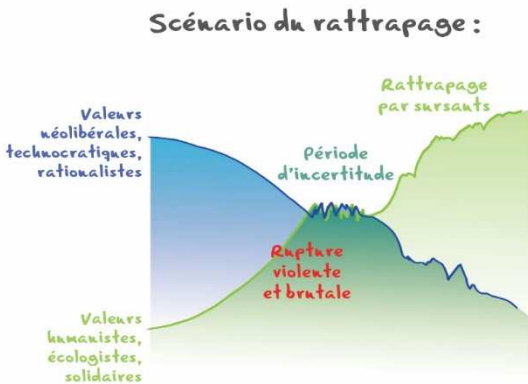 Scénario du rattrapage :
Rattrapage
par sursauts
Valeurs
néolibérales,
technocratiques,
rationalistes
Période
d'incertitude
Rupture
violente
et brutale
Valeurs
humanistes,
écologistes,
solidaires